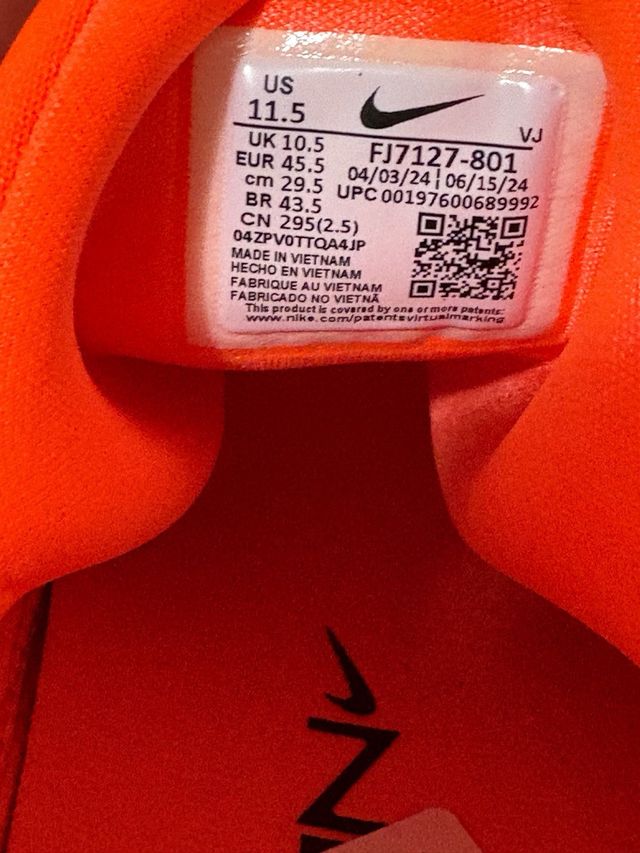 US
11.5
VJ
UK 10.5
FJ7127-801
EUR 45.5
04/03/24 | 06/15/24
cm 29.5
UPC 00197600689992
BR 43.5
CN 295(2.5)
04ZPV0TTQA4JP
MADE IN VIETNAM
HECHO EN VIETNAM
FABRIQUE AU VIETNAM
FABRICADO NO VIETNÃ
This product is covered by one or more patents:
www.nike.com/patentsvirtualmarking